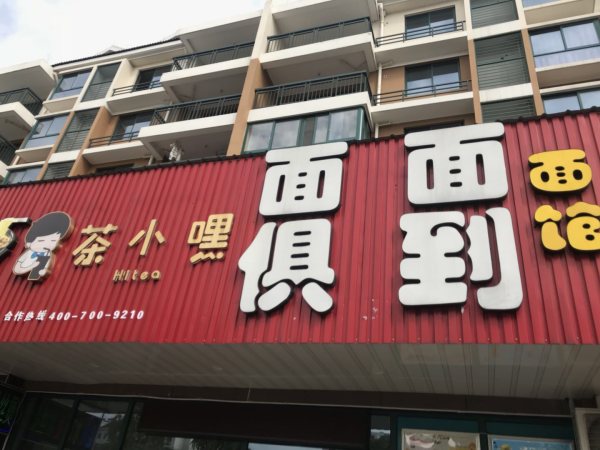 茶小嘿
Hitea
合作热线 400-700-9210
面 面
俱 到
面
馆